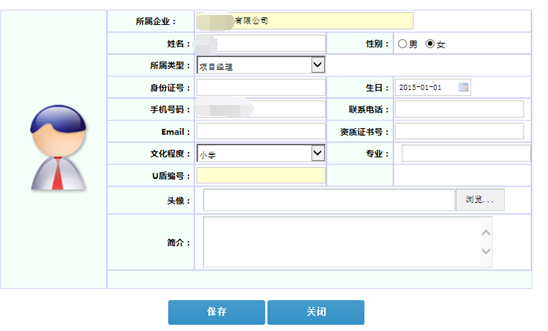 所属企业： 有限公司
姓名： 性别： 男 女
所属类型： 项目经理
身份证号： 生日： 2015-01-01
手机号码： 联系电话：
Email： 资质证书号：
文化程度： 小学 专业：
U盾编号：
头像： 浏览...
简介：
保存 关闭